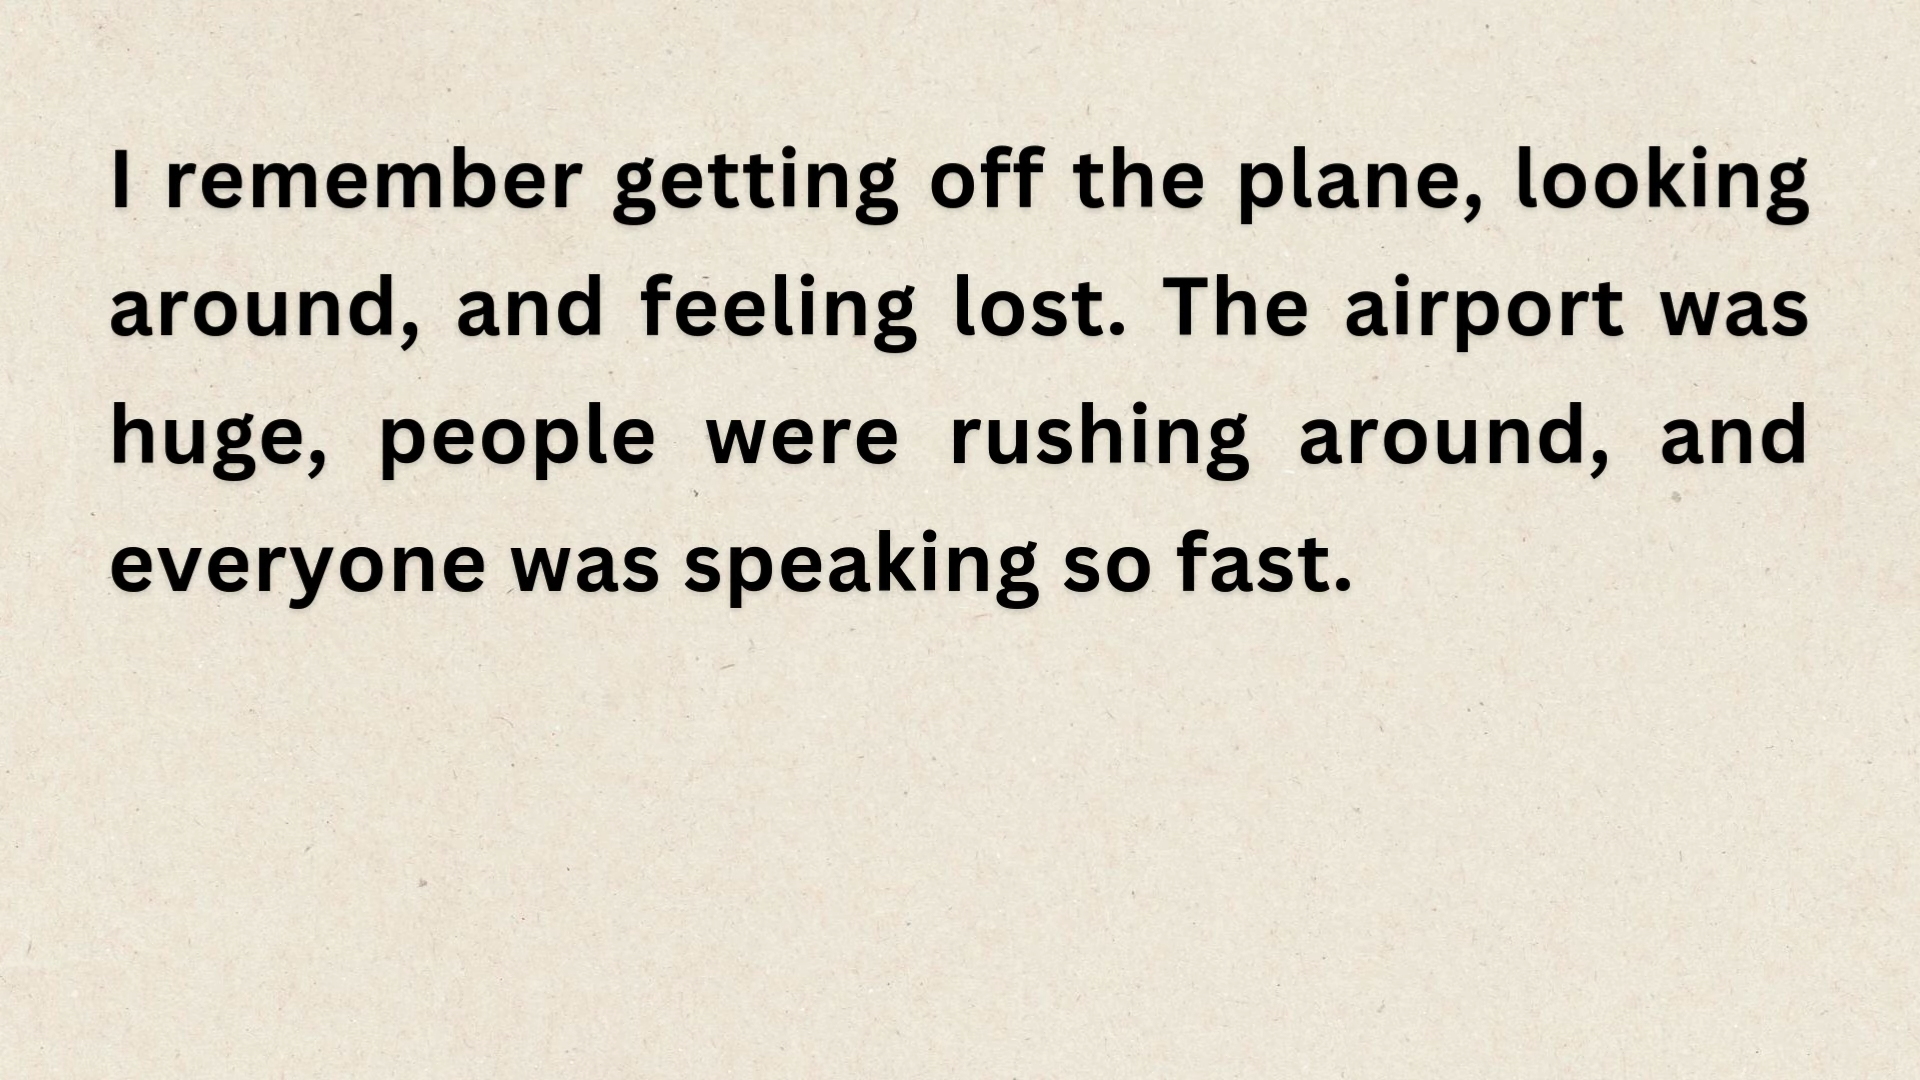 I remember getting off the plane, looking
around, and feeling lost. The airport was
huge, people were rushing around, and
everyone was speaking so fast.